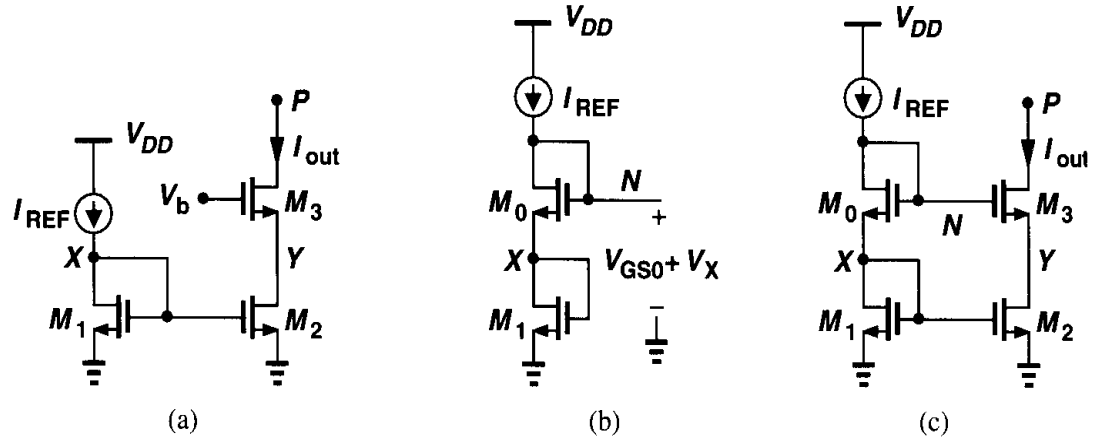 V_DD
I_REF
X
M_1
V_b
P
I_out
M_3
Y
M_2
(a)
V_DD
I_REF
N
M_0
+
X
V_GS0 + V_X
M_1
−
(b)
V_DD
I_REF
P
I_out
M_0
N
M_3
X
Y
M_1
M_2
(c)